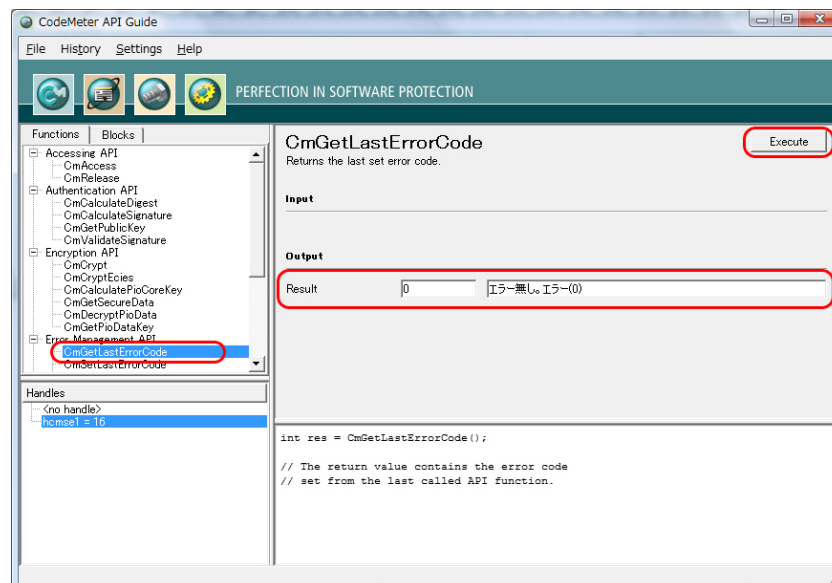 CodeMeter API Guide
File History Settings Help
PERFECTION IN SOFTWARE PROTECTION
Functions Blocks
Accessing API
CmAccess
CmRelease
Authentication API
CmCalculateDigest
CmCalculateSignature
CmGetPublicKey
CmValidateSignature
Encryption API
CmCrypt
CmCryptEcies
CmCalculatePioCoreKey
CmGetSecureData
CmDecryptPioData
CmGetPioDataKey
Error Management API
CmGetLastErrorCode
CmSetLastErrorCode
Handles
<no handle>
hcmse1 = 16
CmGetLastErrorCode
Execute
Returns the last set error code.
Input
Output
Result 0 エラー無し。エラー(0)
int res = CmGetLastErrorCode();
// The return value contains the error code
// set from the last called API function.